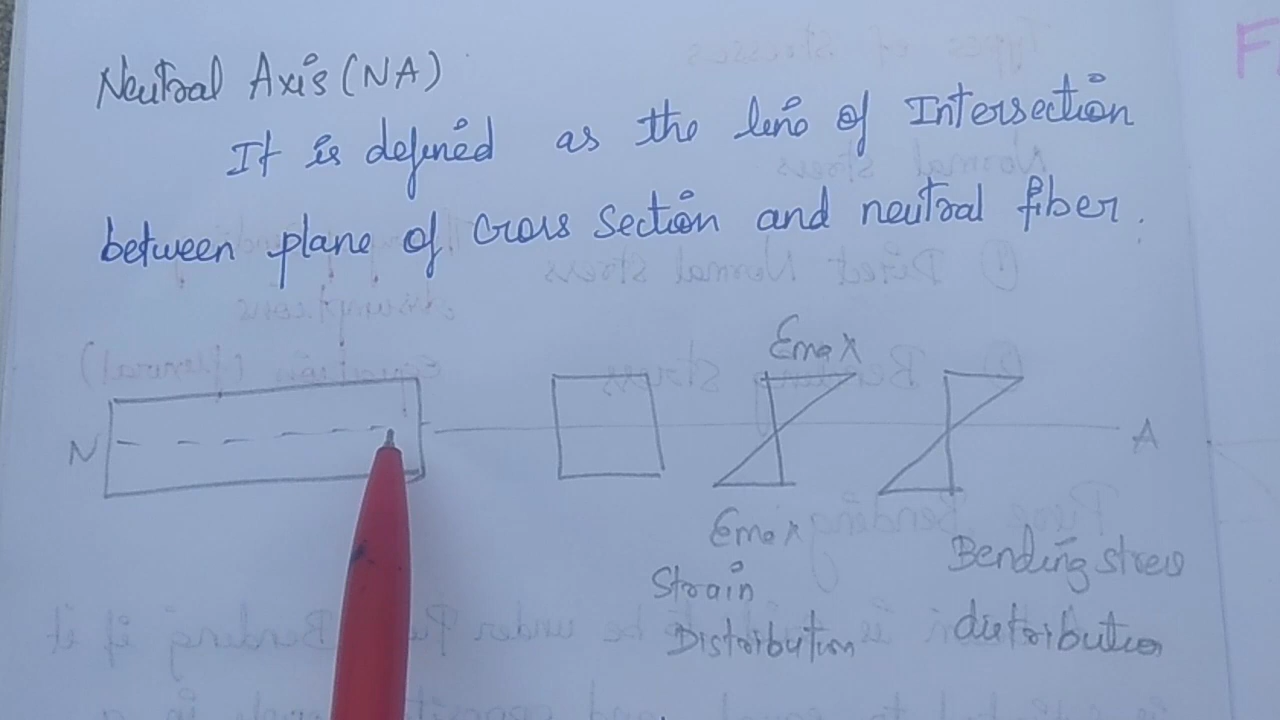 Neutral Axis (NA)
It is defined as the line of Intersection
between plane of cross section and neutral fiber.
Emax
N
A
Emax
Strain
Distribution
Bending stress
distribution